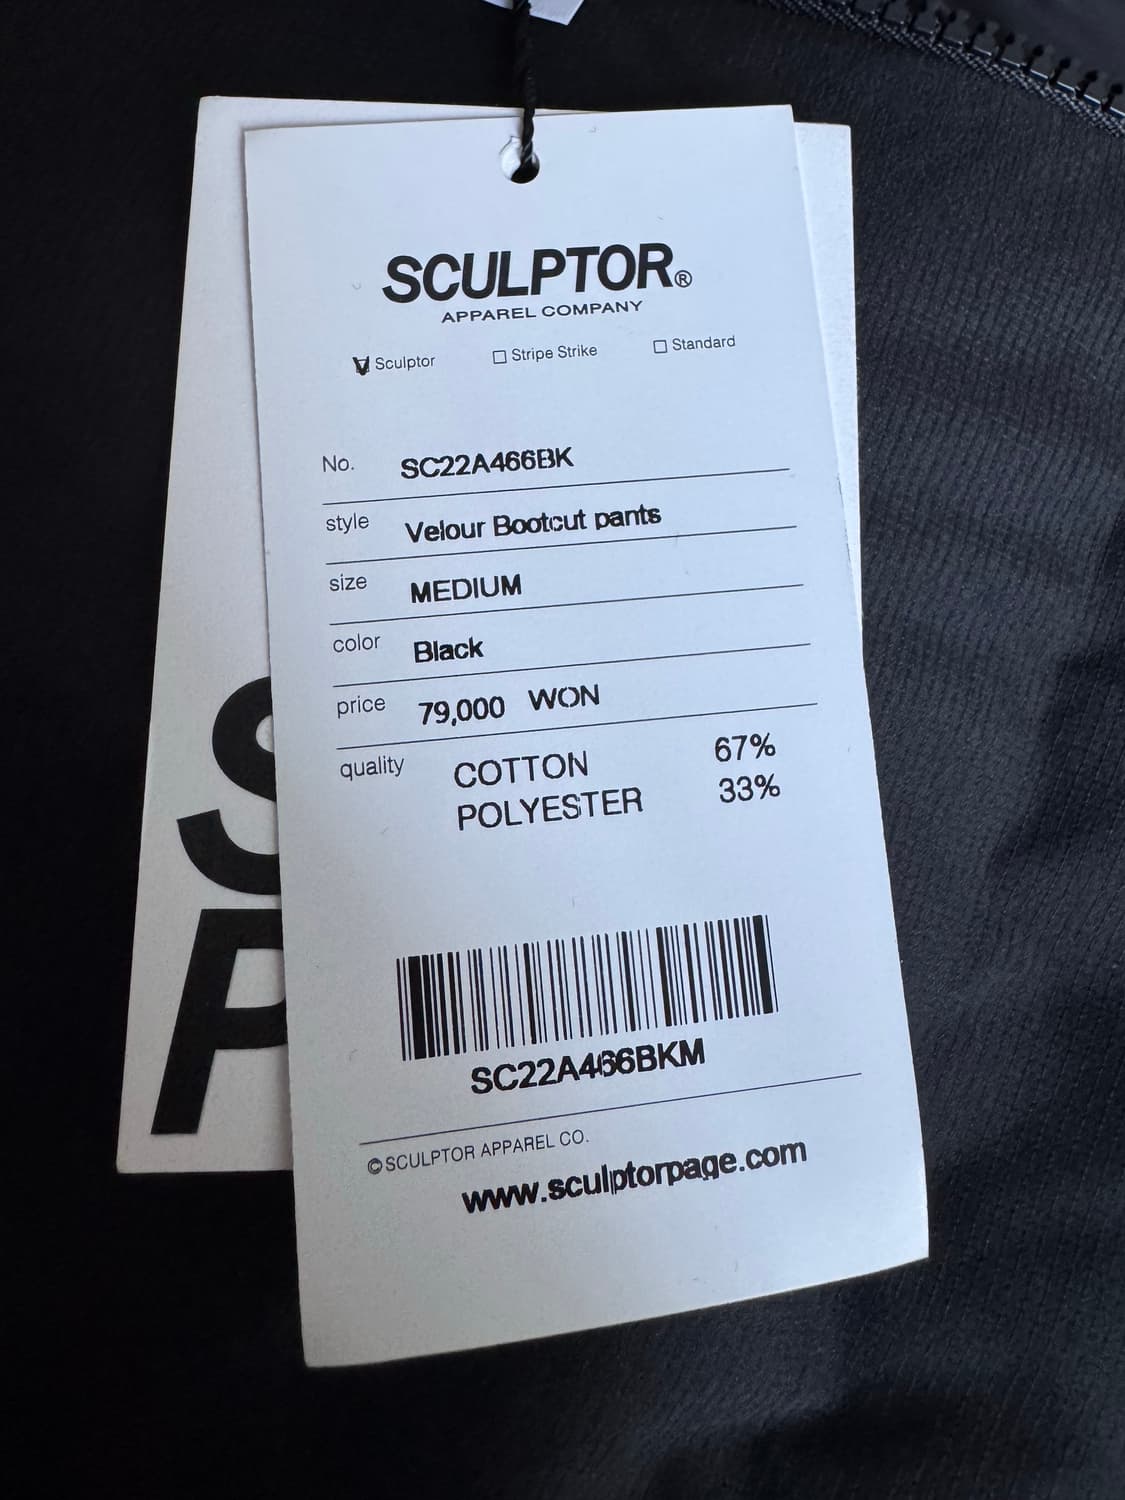 SCULPTOR®
APPAREL COMPANY
Sculptor Stripe Strike Standard
No. SC22A466BK
style Velour Bootcut pants
size MEDIUM
color Black
price 79,000 WON
quality COTTON 67%
POLYESTER 33%
SC22A466BKM
©SCULPTOR APPAREL CO.
www.sculptorpage.com
S
P